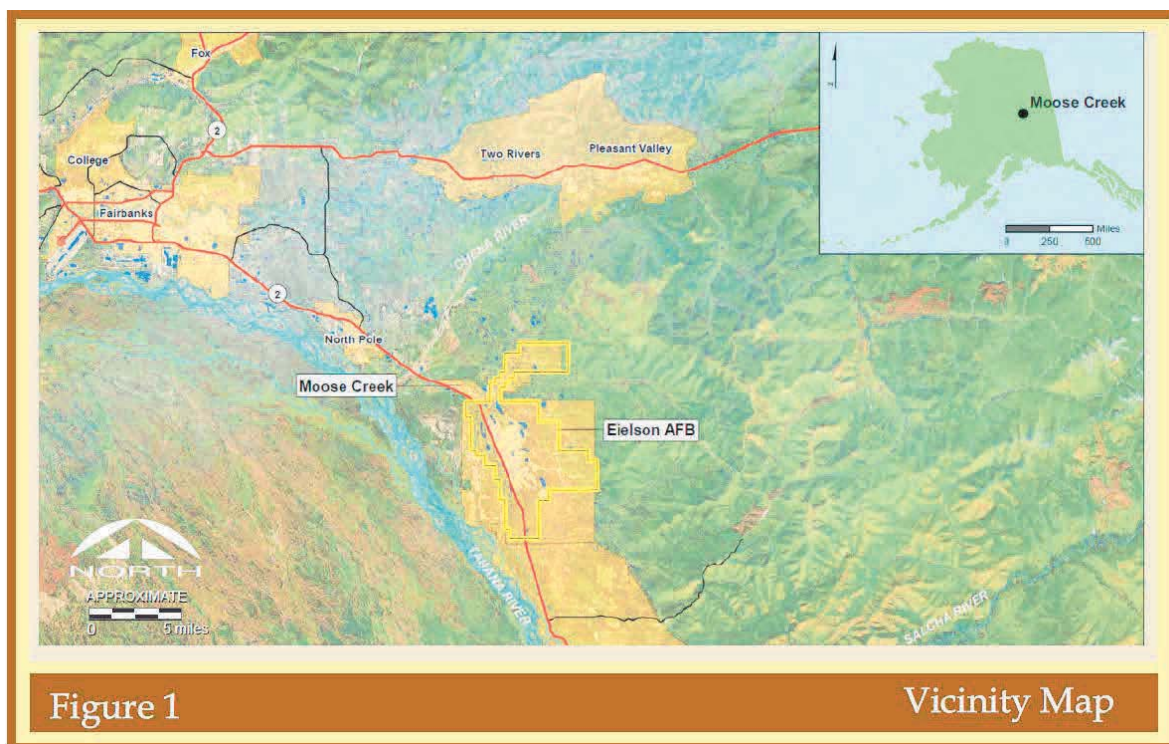 Fox
2
College
Two Rivers
Pleasant Valley
Fairbanks
CHENA RIVER
2
North Pole
Moose Creek
Eielson AFB
TANANA RIVER
SALCHA RIVER
NORTH
APPROXIMATE
0 5 miles
Moose Creek
Miles
0 250 500
Figure 1
Vicinity Map